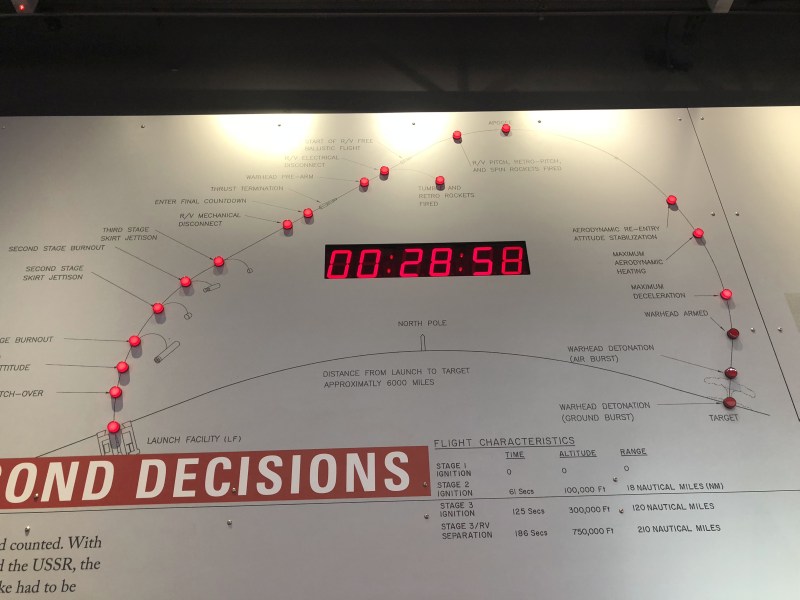 APOGEE
START OF R/V FREE
BALLISTIC FLIGHT
R/V ELECTRICAL
DISCONNECT
R/V PITCH, RETRO-PITCH,
AND SPIN ROCKETS FIRED
WARHEAD PRE-ARM
TUMBLE AND
RETRO ROCKETS
FIRED
THRUST TERMANATION
ENTER FINAL COUNTDOWN
R/V MECHANICAL
DISCONNECT
THIRD STAGE
SKIRT JETTISON
SECOND STAGE BURNOUT
SECOND STAGE
SKIRT JETTISON
GE BURNOUT
TTITUDE
TCH-OVER
AERODYNAMIC RE-ENTRY
ATTITUDE STABILIZATION
MAXIMUM
AERODYNAMIC
HEATING
MAXIMUM
DECELERATION
WARHEAD ARMED
WARHEAD DETONATION
(AIR BURST)
WARHEAD DETONATION
(GROUND BURST)
TARGET
00:28:58
NORTH POLE
DISTANCE FROM LAUNCH TO TARGET
APPROXIMATLY 6000 MILES
LAUNCH FACILITY (LF)
OND DECISIONS
FLIGHT CHARACTERISTICS
TIME ALTITUDE RANGE
STAGE 1
IGNITION 0 0 0
STAGE 2
IGNITION 61 Secs 100,000 Ft 18 NAUTICAL MILES (NM)
STAGE 3
IGNITION 125 Secs 300,000 Ft 120 NAUTICAL MILES
STAGE 3/RV
SEPARATION 186 Secs 750,000 Ft 210 NAUTICAL MILES
d counted. With
d the USSR, the
ke had to be